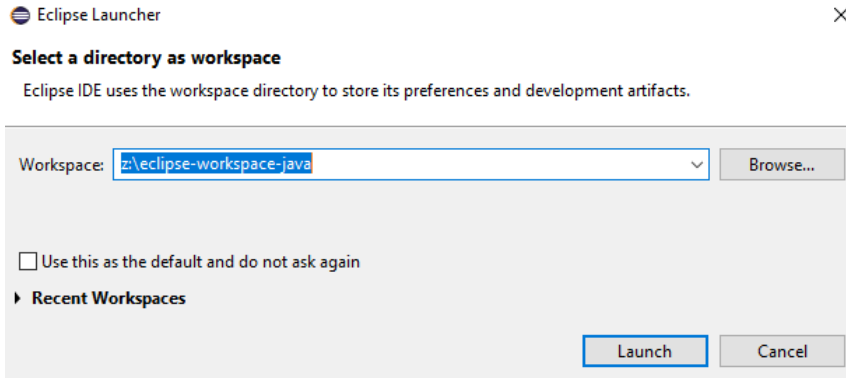 Eclipse Launcher
Select a directory as workspace
Eclipse IDE uses the workspace directory to store its preferences and development artifacts.
Workspace: z:\eclipse-workspace-java Browse...
Use this as the default and do not ask again
Recent Workspaces
Launch Cancel